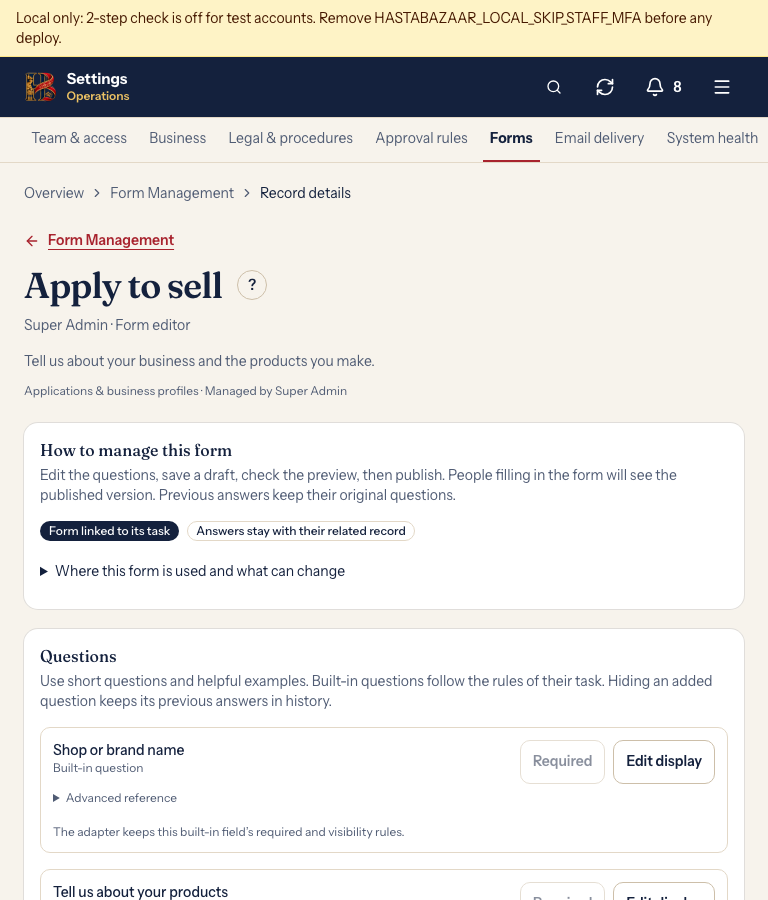 Local only: 2-step check is off for test accounts. Remove HASTABAZAAR_LOCAL_SKIP_STAFF_MFA before any
deploy.
Settings
Operations
8
Team & access
Business
Legal & procedures
Approval rules
Forms
Email delivery
System health
Overview
Form Management
Record details
Form Management
Apply to sell
?
Super Admin · Form editor
Tell us about your business and the products you make.
Applications & business profiles · Managed by Super Admin
How to manage this form
Edit the questions, save a draft, check the preview, then publish. People filling in the form will see the
published version. Previous answers keep their original questions.
Form linked to its task
Answers stay with their related record
Where this form is used and what can change
Questions
Use short questions and helpful examples. Built-in questions follow the rules of their task. Hiding an added
question keeps its previous answers in history.
Shop or brand name
Built-in question
Required
Edit display
Advanced reference
The adapter keeps this built-in field's required and visibility rules.
Tell us about your products